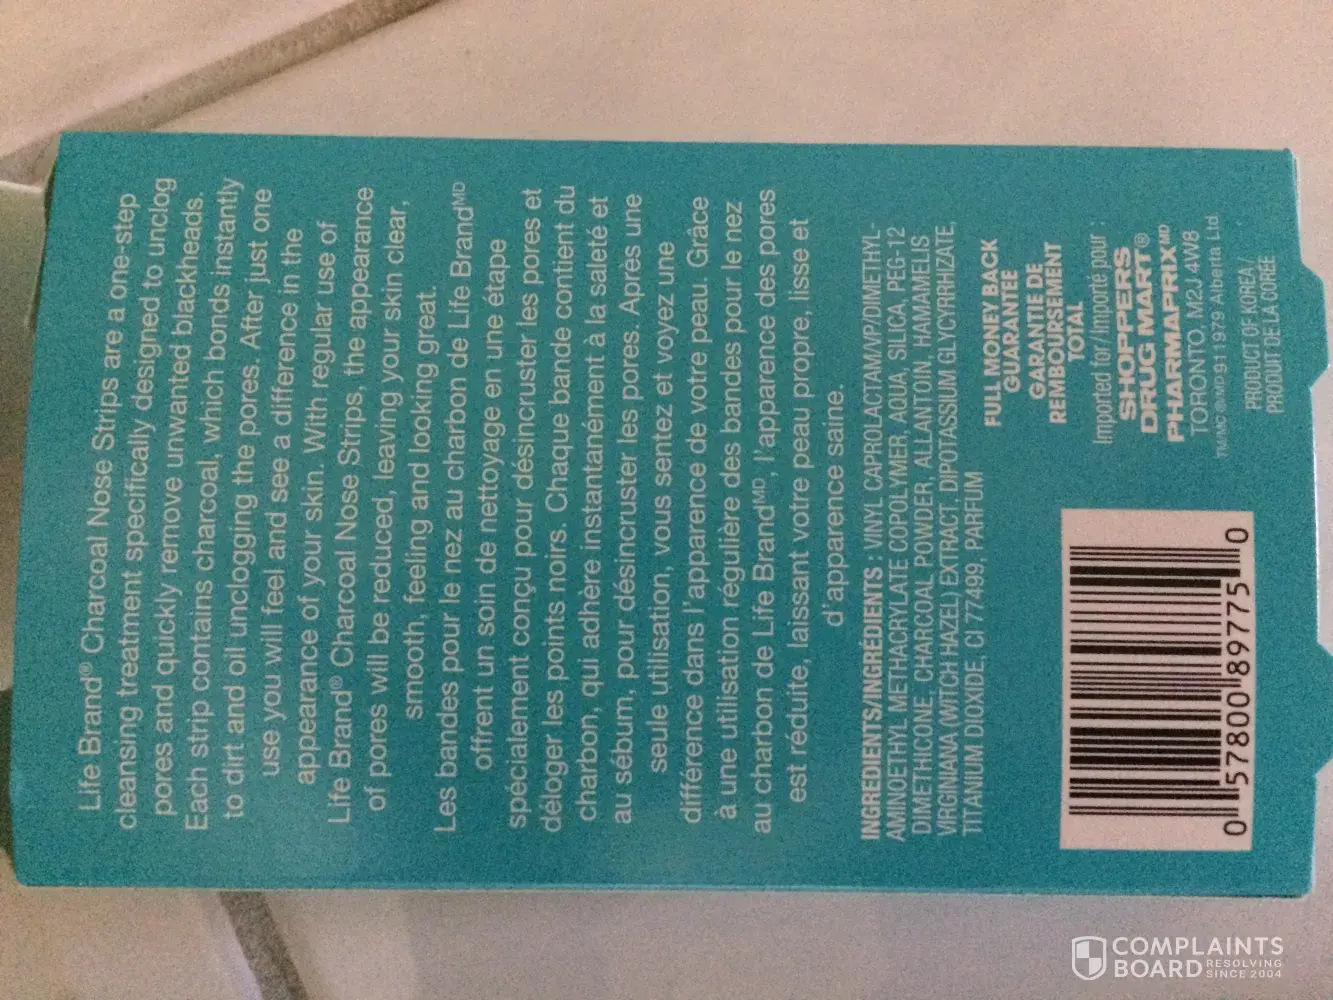 Life Brand® Charcoal Nose Strips are a one-step
cleansing treatment specifically designed to unclog
pores and quickly remove unwanted blackheads.
Each strip contains charcoal, which bonds instantly
to dirt and oil unclogging the pores. After just one
use you will feel and see a difference in the
appearance of your skin. With regular use of
Life Brand® Charcoal Nose Strips, the appearance
of pores will be reduced, leaving your skin clear,
smooth, feeling and looking great.
Les bandes pour le nez au charbon de Life Brandᴹᴰ
offrent un soin de nettoyage en une étape
spécialement conçu pour désincruster les pores et
déloger les points noirs. Chaque bande contient du
charbon, qui adhère instantanément à la saleté et
au sébum, pour désincruster les pores. Après une
seule utilisation, vous sentez et voyez une
différence dans l'apparence de votre peau. Grâce
à une utilisation régulière des bandes pour le nez
au charbon de Life Brandᴹᴰ, l'apparence des pores
est réduite, laissant votre peau propre, lisse et
d'apparence saine.
INGREDIENTS/INGRÉDIENTS : VINYL CAPROLACTAM/VP/DIMETHYL-
AMINOETHYL METHACRYLATE COPOLYMER, AQUA, SILICA, PEG-12
DIMETHICONE, CHARCOAL POWDER, ALLANTOIN, HAMAMELIS
VIRGINIANA (WITCH HAZEL) EXTRACT, DIPOTASSIUM GLYCYRRHIZATE,
TITANIUM DIOXIDE, CI 77499, PARFUM
FULL MONEY BACK
GUARANTEE
GARANTIE DE
REMBOURSEMENT
TOTAL
Imported for/Importé pour :
SHOPPERS
DRUG MART®
PHARMAPRIXᴹᴰ
TORONTO, M2J 4W8
TM/MC ®/MD 911979 Alberta Ltd.
PRODUCT OF KOREA /
PRODUIT DE LA CORÉE
0 57800 89775 0
COMPLAINTS
BOARD RESOLVING
SINCE 2004